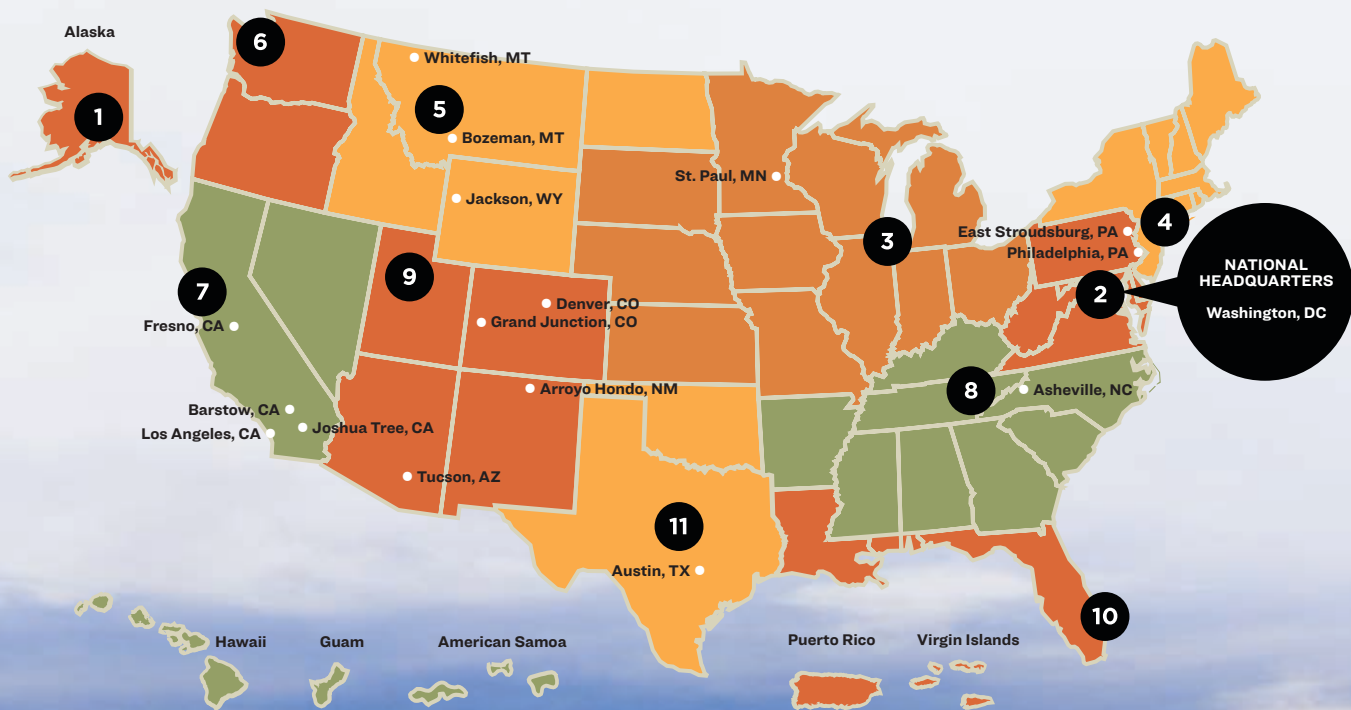 Alaska
1
6
Whitefish, MT
5
Bozeman, MT
St. Paul, MN
Jackson, WY
4
3
East Stroudsburg, PA
Philadelphia, PA
NATIONAL
HEADQUARTERS
Washington, DC
2
9
7
Denver, CO
Grand Junction, CO
Fresno, CA
Arroyo Hondo, NM
8
Asheville, NC
Barstow, CA
Joshua Tree, CA
Los Angeles, CA
Tucson, AZ
11
Austin, TX
10
Hawaii
Guam
American Samoa
Puerto Rico
Virgin Islands